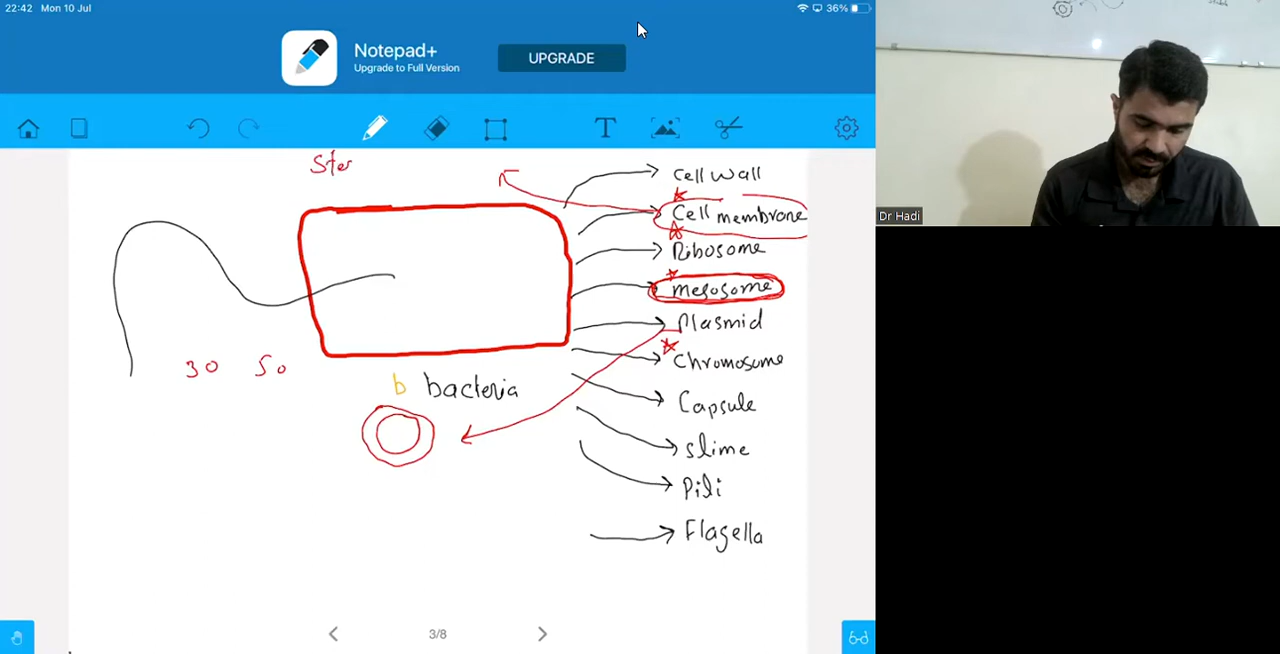 22:42 Mon 10 Jul
36%
Notepad+
Upgrade to Full Version
UPGRADE
T
Ster
Cell wall
Cell membrane
Ribosome
mesosome
Plasmid
Chromosome
Capsule
Slime
Pili
Flagella
30 50
b bacteria
3/8
Dr Hadi